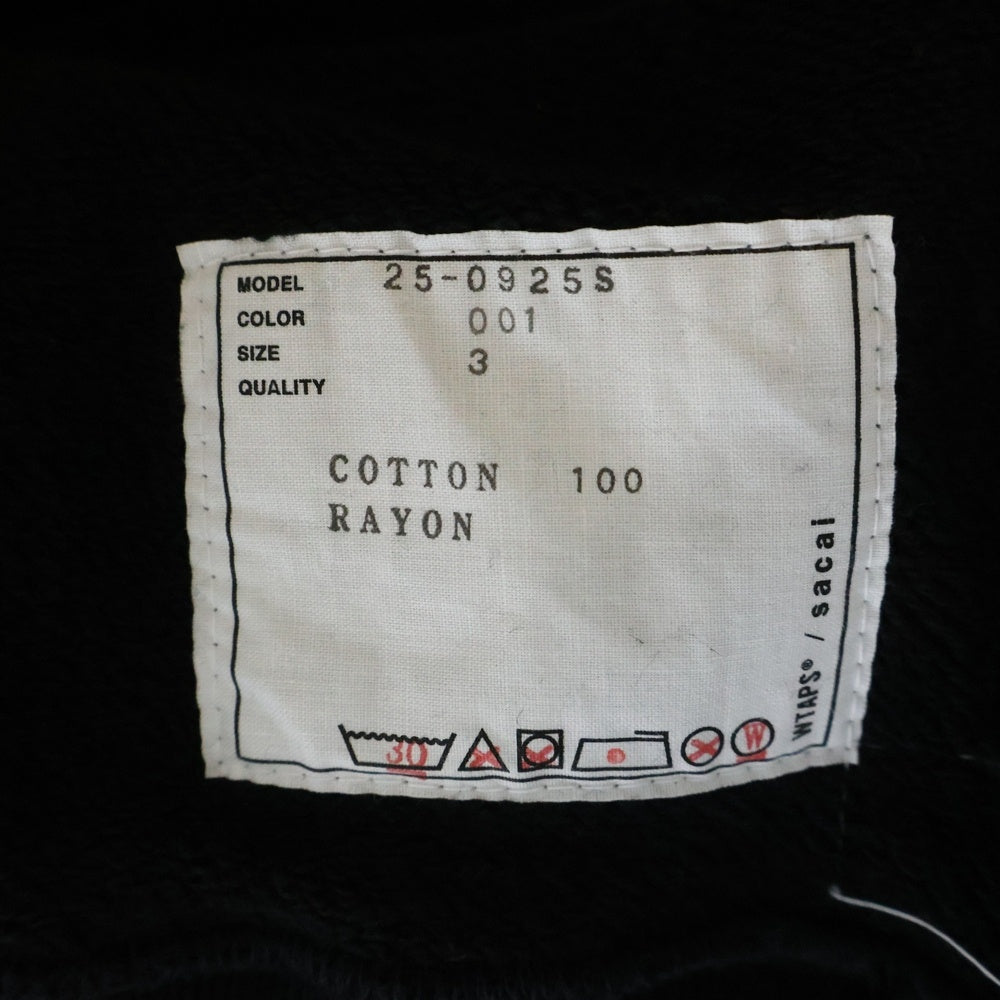 MODEL 25-0925S
COLOR 001
SIZE 3
QUALITY
COTTON 100
RAYON
30
W
WTAPS® / sacai